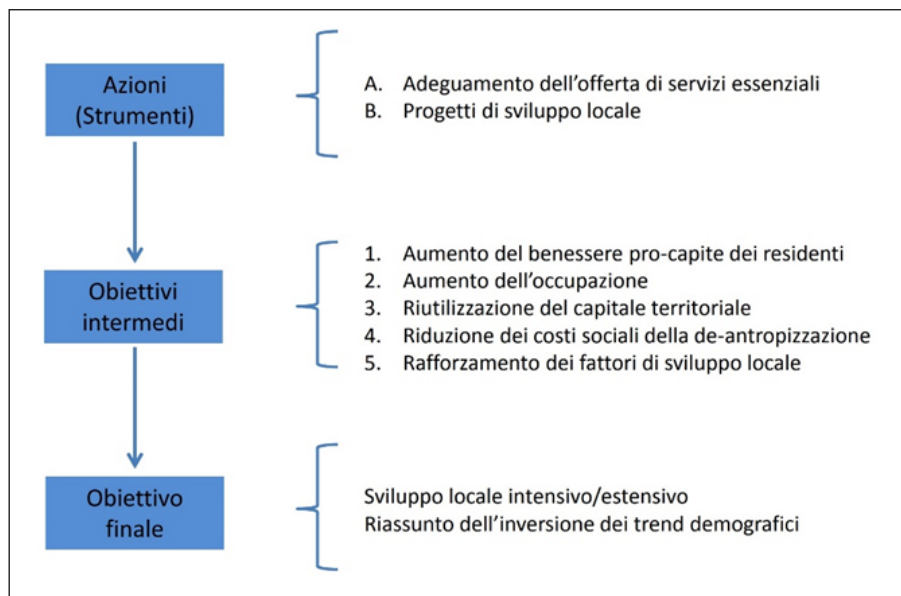 Azioni
(Strumenti)
A. Adeguamento dell’offerta di servizi essenziali
B. Progetti di sviluppo locale
Obiettivi
intermedi
1. Aumento del benessere pro-capite dei residenti
2. Aumento dell’occupazione
3. Riutilizzazione del capitale territoriale
4. Riduzione dei costi sociali della de-antropizzazione
5. Rafforzamento dei fattori di sviluppo locale
Obiettivo
finale
Sviluppo locale intensivo/estensivo
Riassunto dell’inversione dei trend demografici